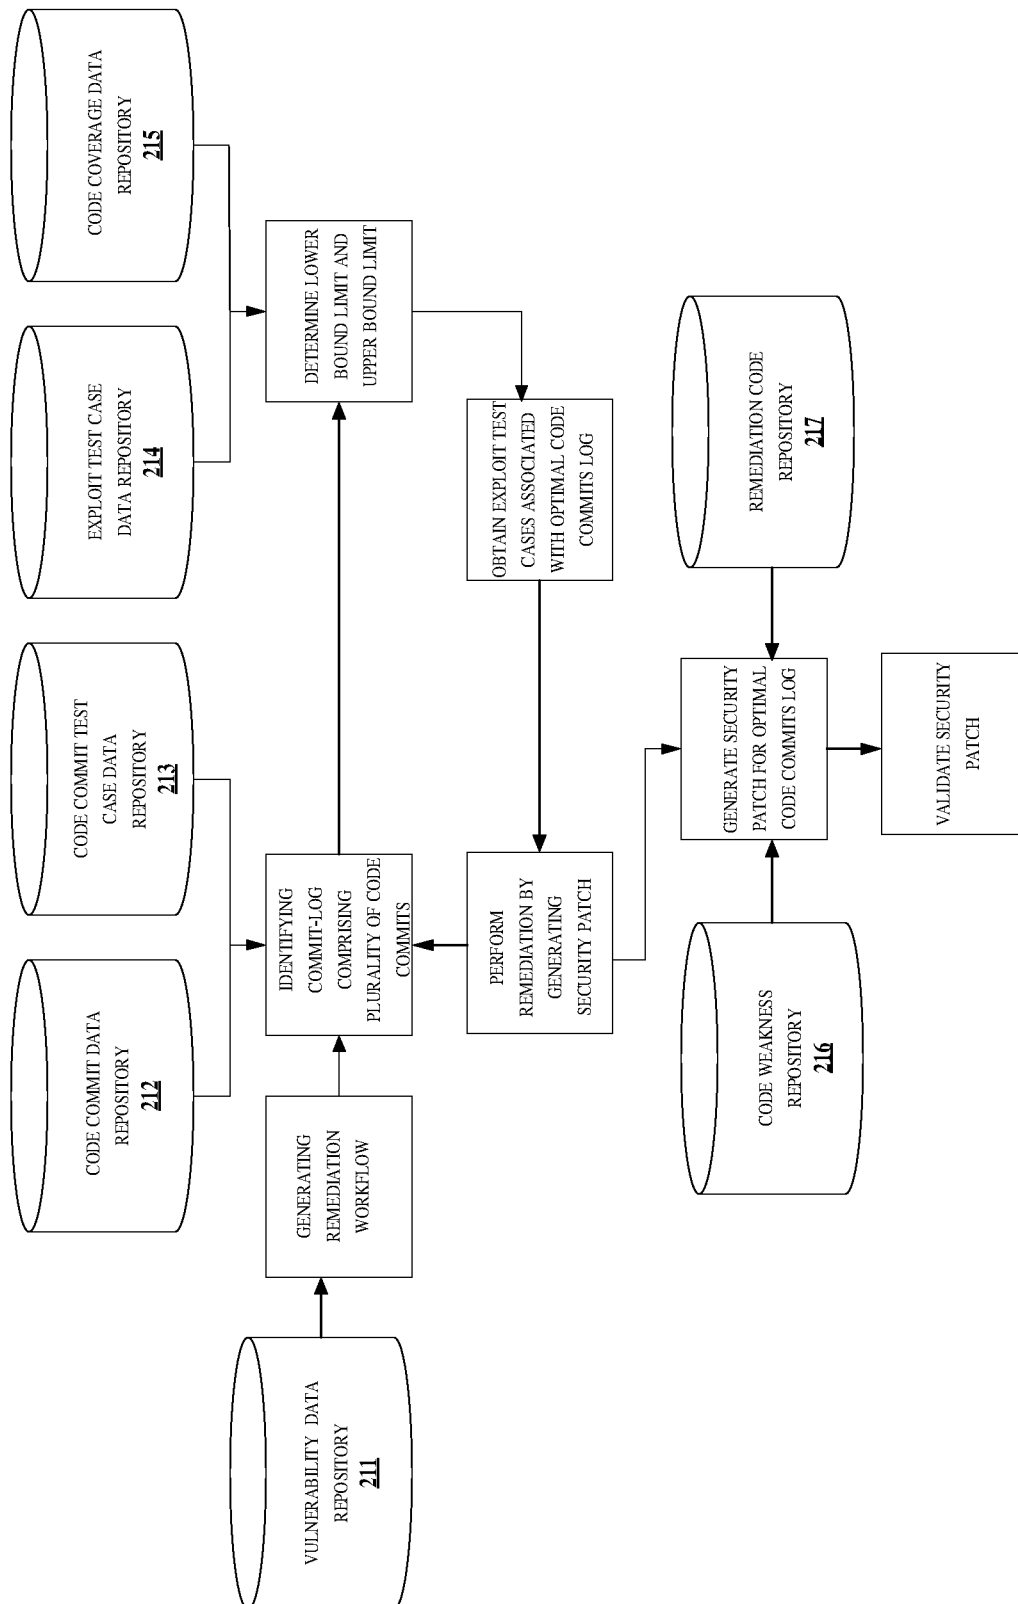 VULNERABILITY DATA
REPOSITORY
211
CODE COMMIT DATA
REPOSITORY
212
CODE COMMIT TEST
CASE DATA
REPOSITORY
213
EXPLOIT TEST CASE
DATA REPOSITORY
214
CODE COVERAGE DATA
REPOSITORY
215
GENERATING
REMEDIATION
WORKFLOW
IDENTIFYING
COMMIT-LOG
COMPRISING
PLURALITY OF CODE
COMMITS
DETERMINE LOWER
BOUND LIMIT AND
UPPER BOUND LIMIT
PERFORM
REMEDIATION BY
GENERATING
SECURITY PATCH
OBTAIN EXPLOIT TEST
CASES ASSOCIATED
WITH OPTIMAL CODE
COMMITS LOG
CODE WEAKNESS
REPOSITORY
216
GENERATE SECURITY
PATCH FOR OPTIMAL
CODE COMMITS LOG
REMEDIATION CODE
REPOSITORY
217
VALIDATE SECURITY
PATCH